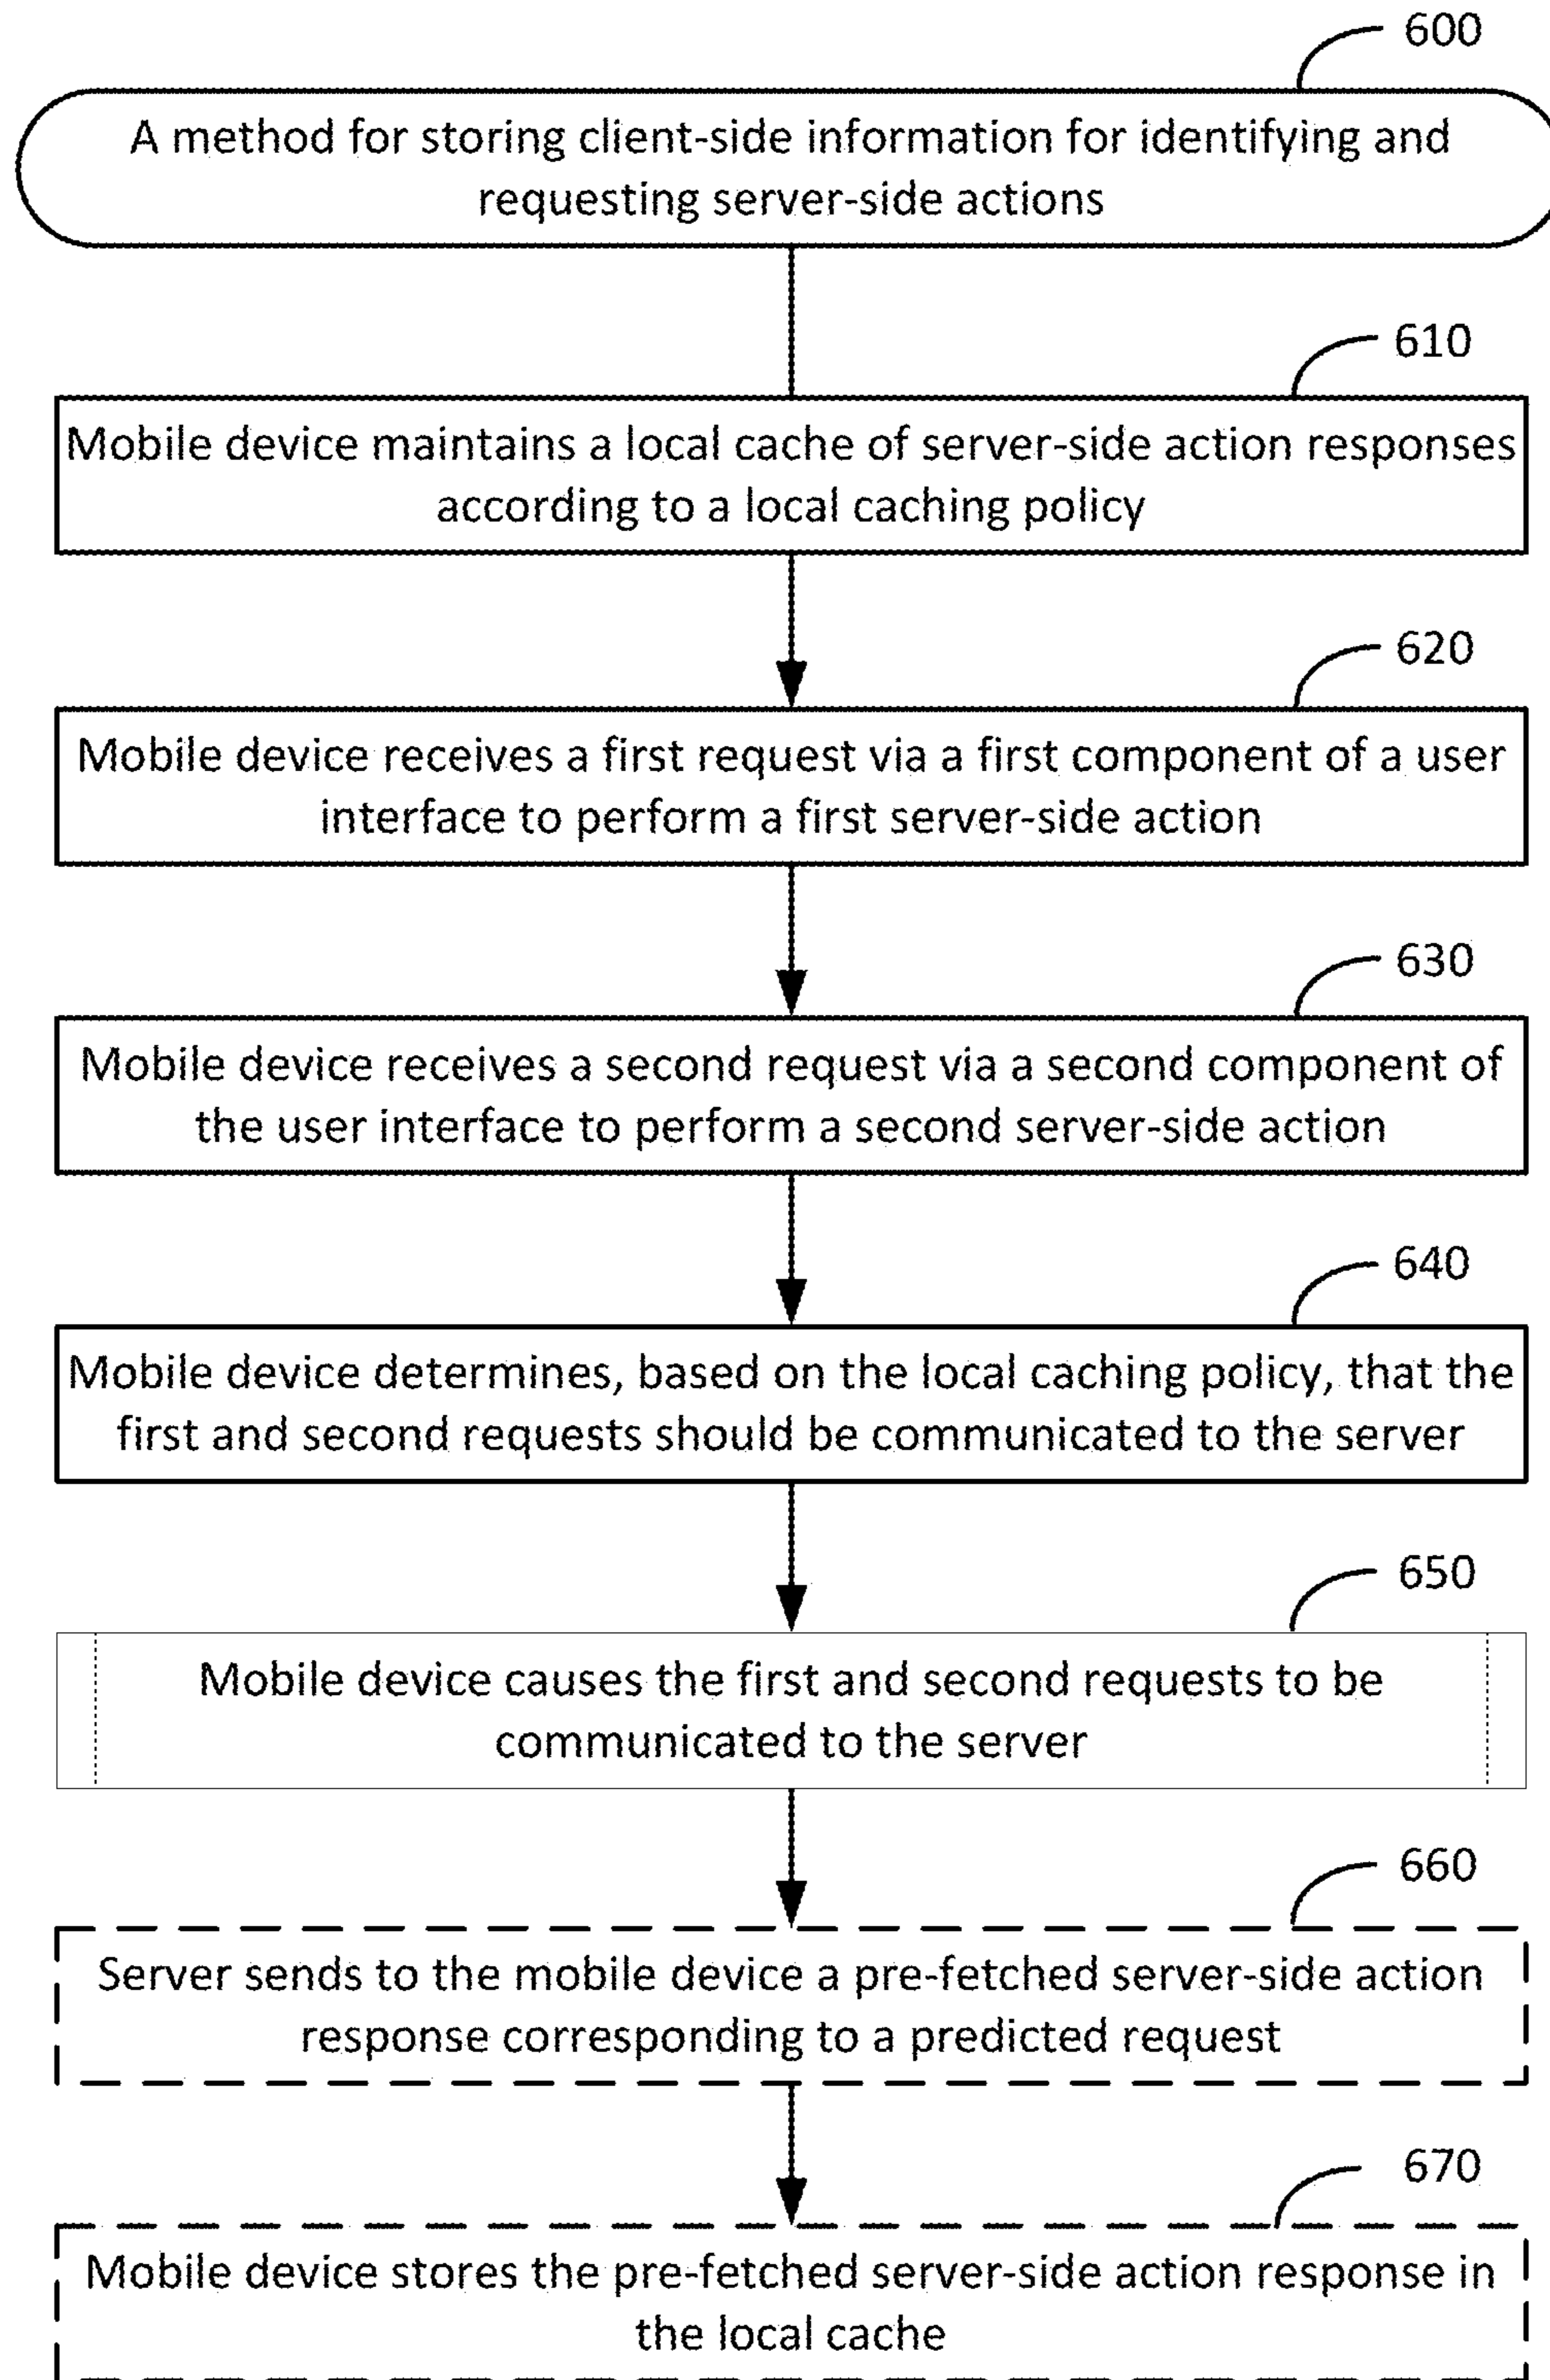 600
A method for storing client-side information for identifying and
requesting server-side actions
610
Mobile device maintains a local cache of server-side action responses
according to a local caching policy
620
Mobile device receives a first request via a first component of a user
interface to perform a first server-side action
630
Mobile device receives a second request via a second component of
the user interface to perform a second server-side action
640
Mobile device determines, based on the local caching policy, that the
first and second requests should be communicated to the server
650
Mobile device causes the first and second requests to be
communicated to the server
660
Server sends to the mobile device a pre-fetched server-side action
response corresponding to a predicted request
670
Mobile device stores the pre-fetched server-side action response in
the local cache